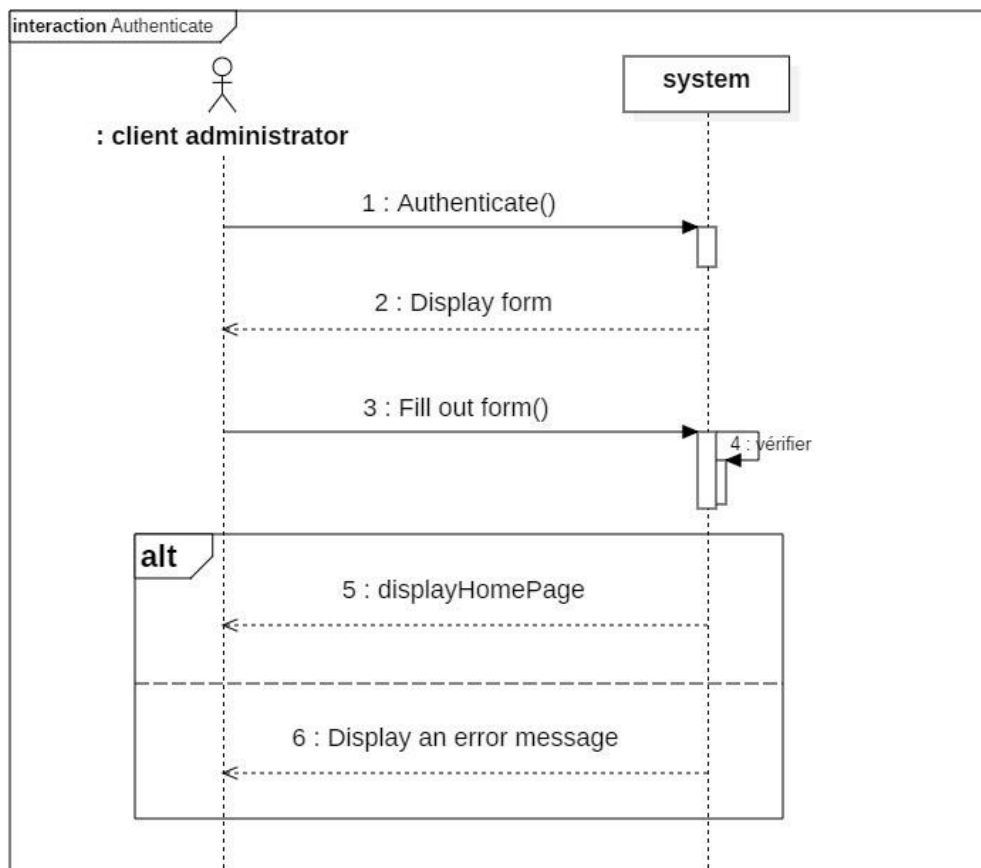 interaction Authenticate
system
: client administrator
1 : Authenticate()
2 : Display form
3 : Fill out form()
4 : vérifier
alt
5 : displayHomePage
6 : Display an error message